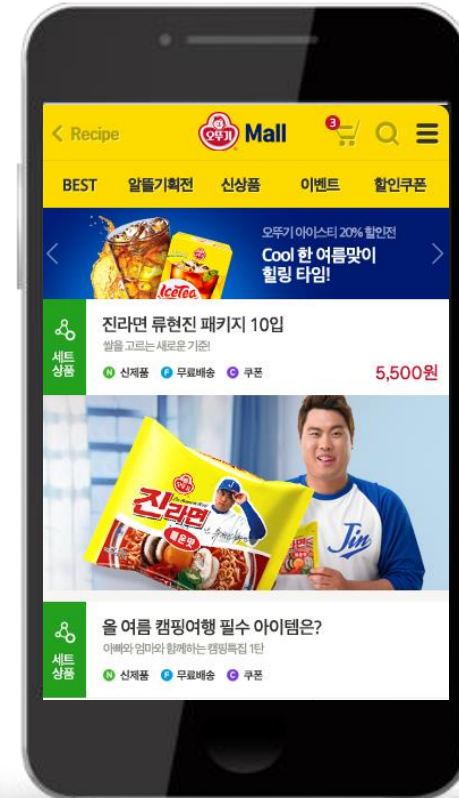 < Recipe
오뚜기
Mall
3
BEST 알뜰기획전 신상품 이벤트 할인쿠폰
오뚜기 아이스티 20% 할인전
Cool 한 여름맞이
힐링 타임!
IceTea
세트
상품
진라면 류현진 패키지 10입
쌀을 고르는 새로운 기준!
N 신제품 F 무료배송 C 쿠폰
5,500원
오뚜기
진라면
매운맛
Jin
세트
상품
올 여름 캠핑여행 필수 아이템은?
아빠와 엄마와 함께하는 캠핑특집 1탄
N 신제품 F 무료배송 C 쿠폰